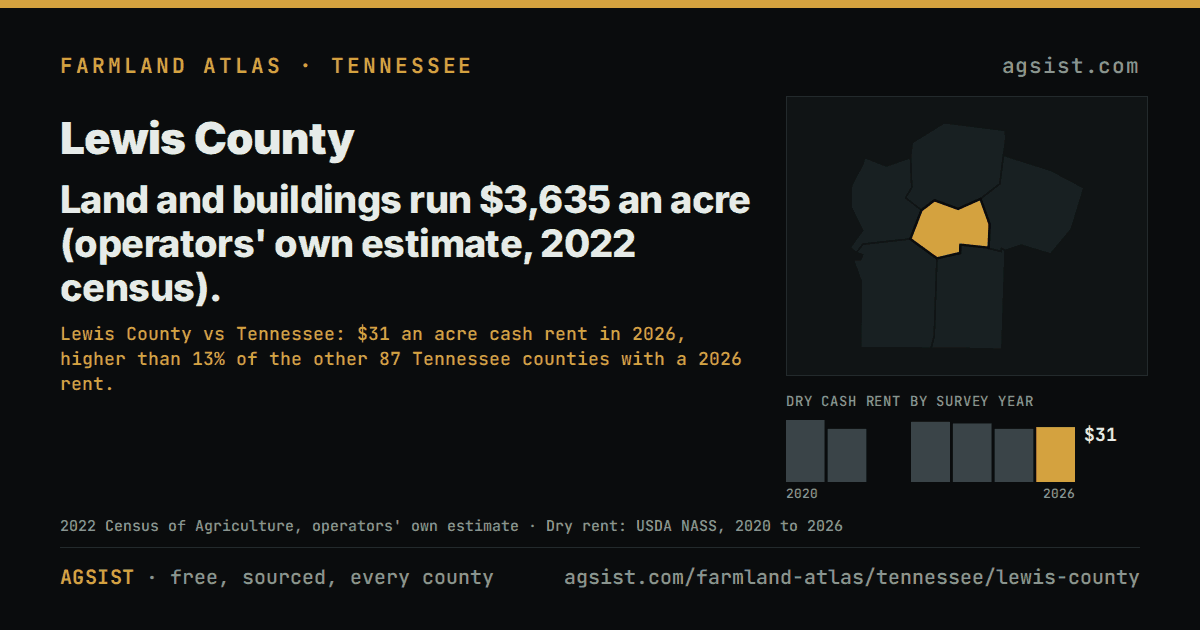 FARMLAND ATLAS · TENNESSEE
agsist.com
Lewis County
Land and buildings run $3,635 an acre
(operators' own estimate, 2022
census).
Lewis County vs Tennessee: $31 an acre cash rent in 2026,
higher than 13% of the other 87 Tennessee counties with a 2026
rent.
DRY CASH RENT BY SURVEY YEAR
$31
2020
2026
2022 Census of Agriculture, operators' own estimate · Dry rent: USDA NASS, 2020 to 2026
AGSIST · free, sourced, every county
agsist.com/farmland-atlas/tennessee/lewis-county